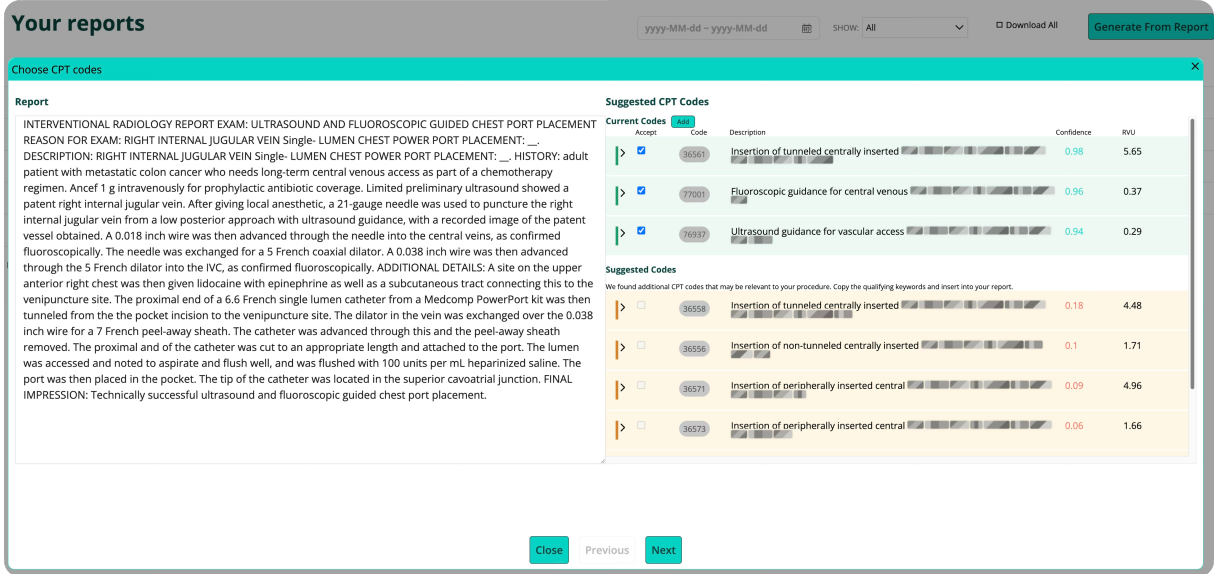 Your reports
yyyy-MM-dd – yyyy-MM-dd
SHOW:
All
Download All
Generate From Report
Choose CPT codes
×
Report
INTERVENTIONAL RADIOLOGY REPORT EXAM: ULTRASOUND AND FLUOROSCOPIC GUIDED CHEST PORT PLACEMENT
REASON FOR EXAM: RIGHT INTERNAL JUGULAR VEIN Single- LUMEN CHEST POWER PORT PLACEMENT: __.
DESCRIPTION: RIGHT INTERNAL JUGULAR VEIN Single- LUMEN CHEST POWER PORT PLACEMENT: __. HISTORY: adult
patient with metastatic colon cancer who needs long-term central venous access as part of a chemotherapy
regimen. Ancef 1 g intravenously for prophylactic antibiotic coverage. Limited preliminary ultrasound showed a
patent right internal jugular vein. After giving local anesthetic, a 21-gauge needle was used to puncture the right
internal jugular vein from a low posterior approach with ultrasound guidance, with a recorded image of the patent
vessel obtained. A 0.018 inch wire was then advanced through the needle into the central veins, as confirmed
fluoroscopically. The needle was exchanged for a 5 French coaxial dilator. A 0.038 inch wire was then advanced
through the 5 French dilator into the IVC, as confirmed fluoroscopically. ADDITIONAL DETAILS: A site on the upper
anterior right chest was then given lidocaine with epinephrine as well as a subcutaneous tract connecting this to the
venipuncture site. The proximal end of a 6.6 French single lumen catheter from a Medcomp PowerPort kit was then
tunneled from the the pocket incision to the venipuncture site. The dilator in the vein was exchanged over the 0.038
inch wire for a 7 French peel-away sheath. The catheter was advanced through this and the peel-away sheath
removed. The proximal and of the catheter was cut to an appropriate length and attached to the port. The lumen
was accessed and noted to aspirate and flush well, and was flushed with 100 units per mL heparinized saline. The
port was then placed in the pocket. The tip of the catheter was located in the superior cavoatrial junction. FINAL
IMPRESSION: Technically successful ultrasound and fluoroscopic guided chest port placement.
Suggested CPT Codes
Current Codes Add
Accept Code Description Confidence RVU
36561 Insertion of tunneled centrally inserted 0.98 5.65
77001 Fluoroscopic guidance for central venous 0.96 0.37
76937 Ultrasound guidance for vascular access 0.94 0.29
Suggested Codes
We found additional CPT codes that may be relevant to your procedure. Copy the qualifying keywords and insert into your report.
36558 Insertion of tunneled centrally inserted 0.18 4.48
36556 Insertion of non-tunneled centrally inserted 0.1 1.71
36571 Insertion of peripherally inserted central 0.09 4.96
36573 Insertion of peripherally inserted central 0.06 1.66
Close Previous Next